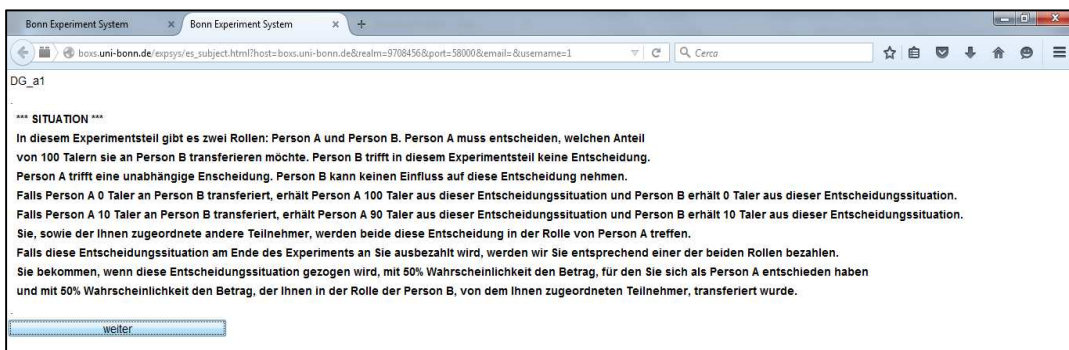 Bonn Experiment System
Bonn Experiment System
boxs.uni-bonn.de/expsys/es_subject.html?host=boxs.uni-bonn.de&realm=9708456&port=58000&email=&username=1
Cerca
DG_a1
.
*** SITUATION ***
In diesem Experimentsteil gibt es zwei Rollen: Person A und Person B. Person A muss entscheiden, welchen Anteil
von 100 Talern sie an Person B transferieren möchte. Person B trifft in diesem Experimentsteil keine Entscheidung.
Person A trifft eine unabhängige Enscheidung. Person B kann keinen Einfluss auf diese Entscheidung nehmen.
Falls Person A 0 Taler an Person B transferiert, erhält Person A 100 Taler aus dieser Entscheidungssituation und Person B erhält 0 Taler aus dieser Entscheidungssituation.
Falls Person A 10 Taler an Person B transferiert, erhält Person A 90 Taler aus dieser Entscheidungssituation und Person B erhält 10 Taler aus dieser Entscheidungssituation.
Sie, sowie der Ihnen zugeordnete andere Teilnehmer, werden beide diese Entscheidung in der Rolle von Person A treffen.
Falls diese Entscheidungssituation am Ende des Experiments an Sie ausbezahlt wird, werden wir Sie entsprechend einer der beiden Rollen bezahlen.
Sie bekommen, wenn diese Entscheidungssituation gezogen wird, mit 50% Wahrscheinlichkeit den Betrag, für den Sie sich als Person A entschieden haben
und mit 50% Wahrscheinlichkeit den Betrag, der Ihnen in der Rolle der Person B, von dem Ihnen zugeordneten Teilnehmer, transferiert wurde.
.
weiter